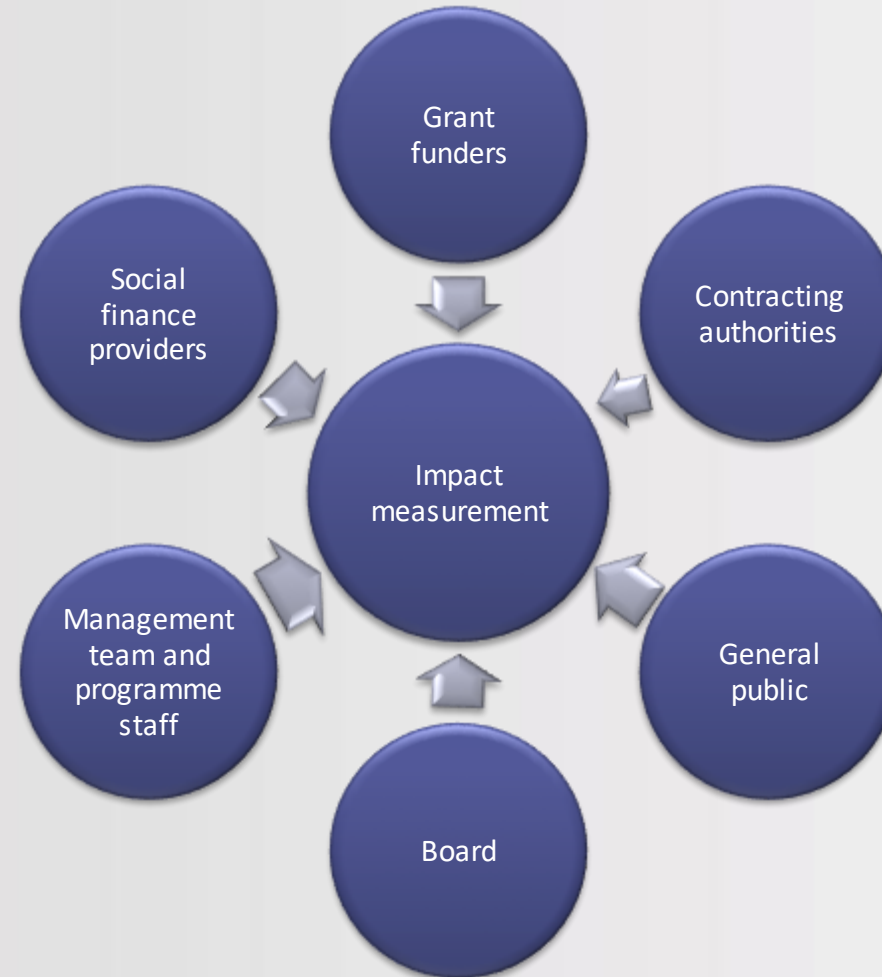 Grant
funders
Social
finance
providers
Contracting
authorities
Impact
measurement
Management
team and
programme
staff
General
public
Board